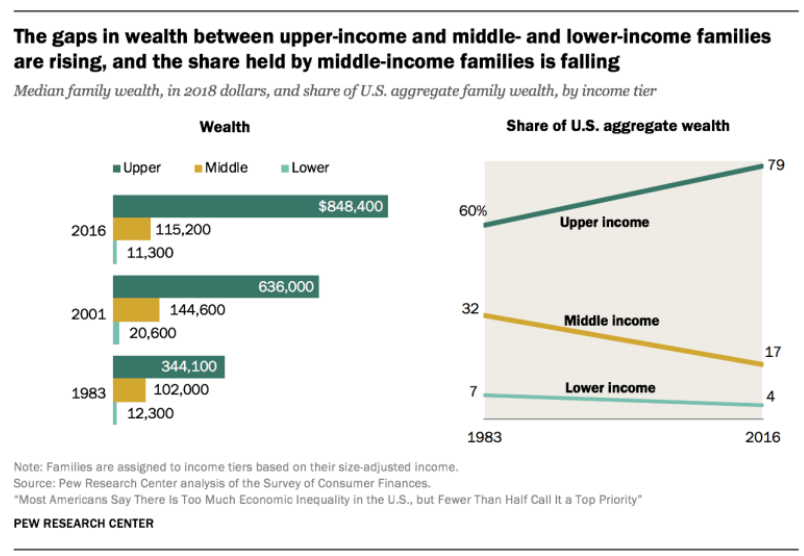 The gaps in wealth between upper-income and middle- and lower-income families
are rising, and the share held by middle-income families is falling
Median family wealth, in 2018 dollars, and share of U.S. aggregate family wealth, by income tier
Wealth
Upper Middle Lower
2016
$848,400
115,200
11,300
2001
636,000
144,600
20,600
1983
344,100
102,000
12,300
Share of U.S. aggregate wealth
79
60%
Upper income
32
Middle income
17
7
Lower income
4
1983 2016
Note: Families are assigned to income tiers based on their size-adjusted income.
Source: Pew Research Center analysis of the Survey of Consumer Finances.
“Most Americans Say There Is Too Much Economic Inequality in the U.S., but Fewer Than Half Call It a Top Priority”
PEW RESEARCH CENTER